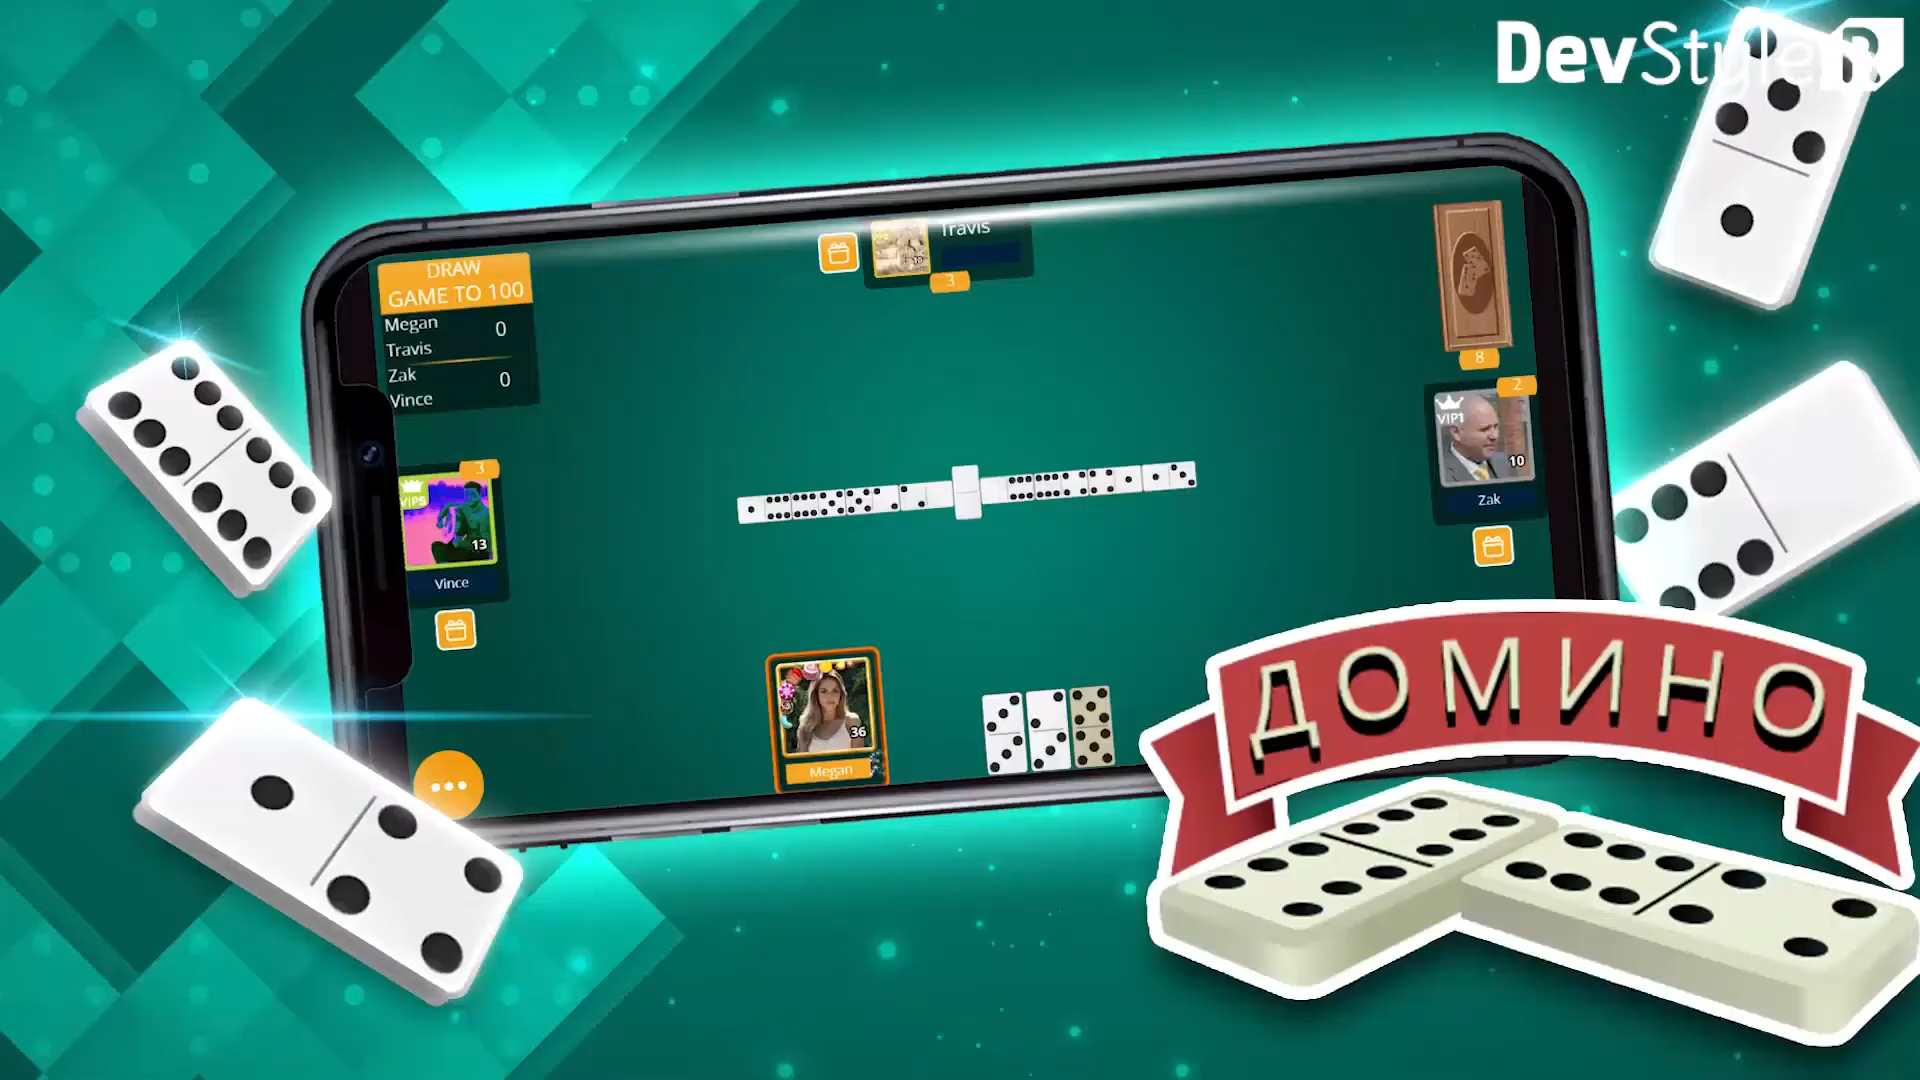 DevStyleR
DRAW
GAME TO 100
Megan 0
Travis
Zak 0
Vince
Travis
10
3
8
2
VIP1
10
Zak
3
VIP5
13
Vince
36
Megan
ДОМИНО